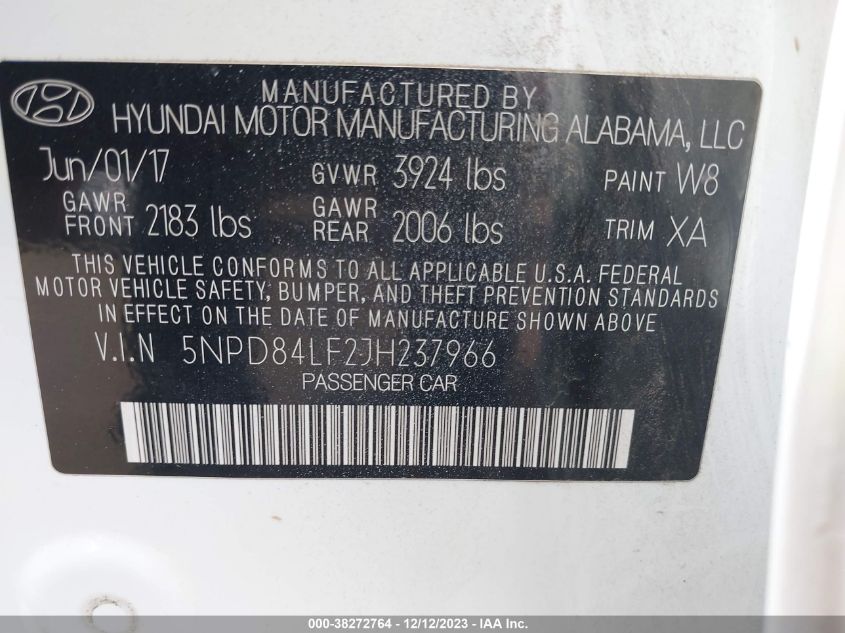 MANUFACTURED BY
HYUNDAI MOTOR MANUFACTURING ALABAMA, LLC
Jun/01/17 GVWR 3924 lbs PAINT W8
GAWR FRONT 2183 lbs GAWR REAR 2006 lbs TRIM XA
THIS VEHICLE CONFORMS TO ALL APPLICABLE U.S.A. FEDERAL
MOTOR VEHICLE SAFETY, BUMPER, AND THEFT PREVENTION STANDARDS
IN EFFECT ON THE DATE OF MANUFACTURE SHOWN ABOVE
V.I.N 5NPD84LF2JH237966
PASSENGER CAR
000-38272764 - 12/12/2023 - IAAI Inc.